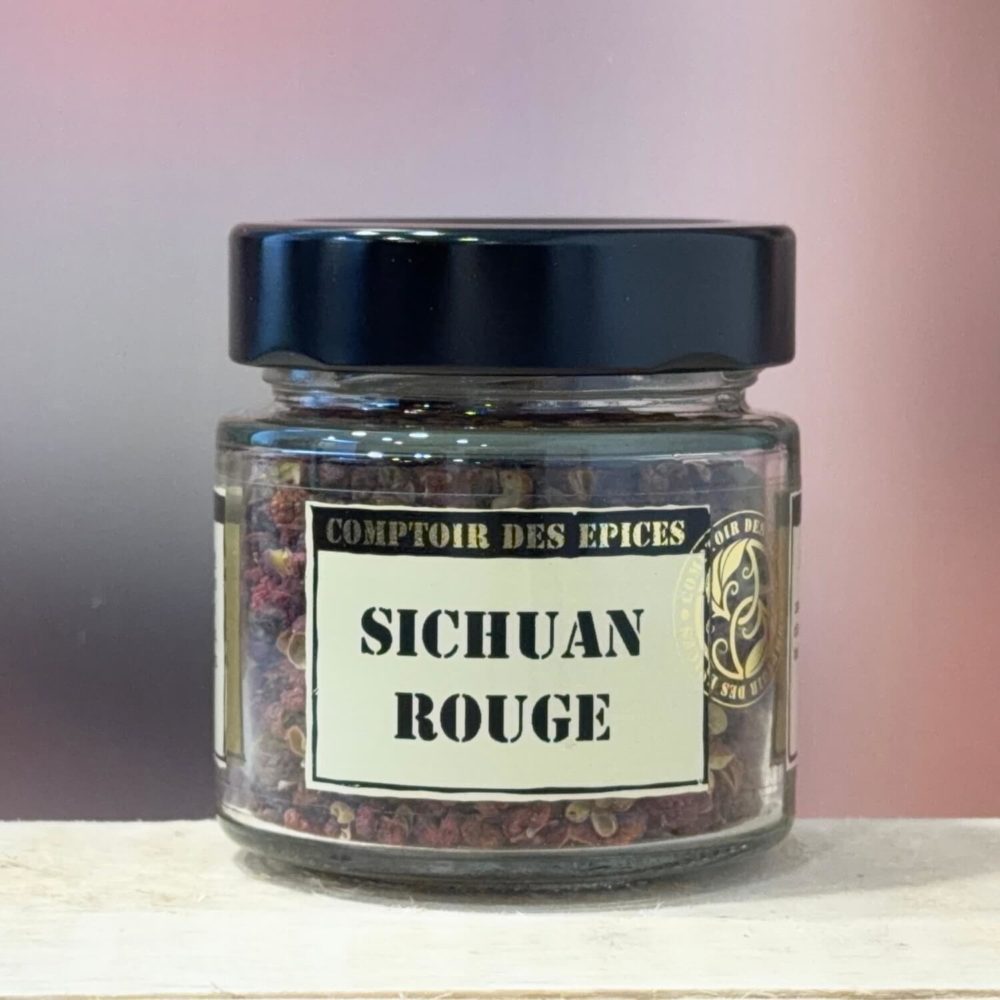 COMPTOIR DES EPICES
SICHUAN
ROUGE